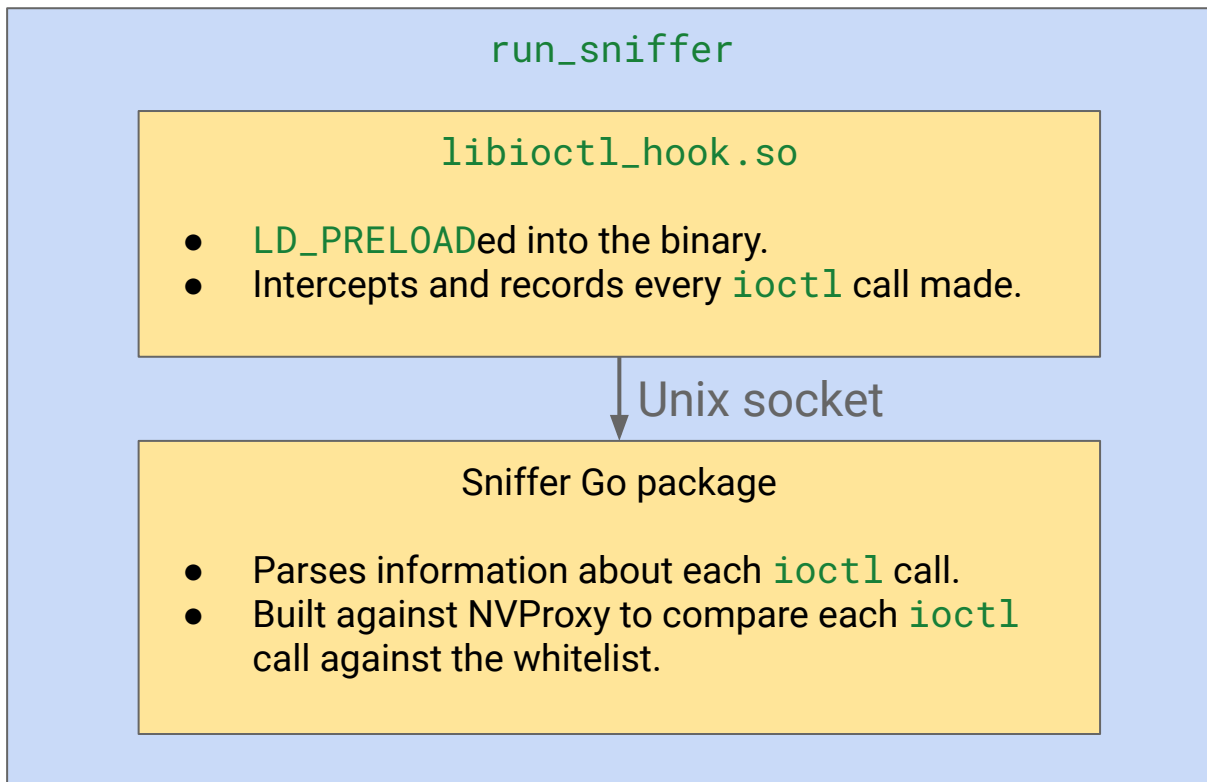 run_sniffer
libioctl_hook.so
● LD_PRELOADed into the binary.
● Intercepts and records every ioctl call made.
Unix socket
Sniffer Go package
● Parses information about each ioctl call.
● Built against NVProxy to compare each ioctl
call against the whitelist.